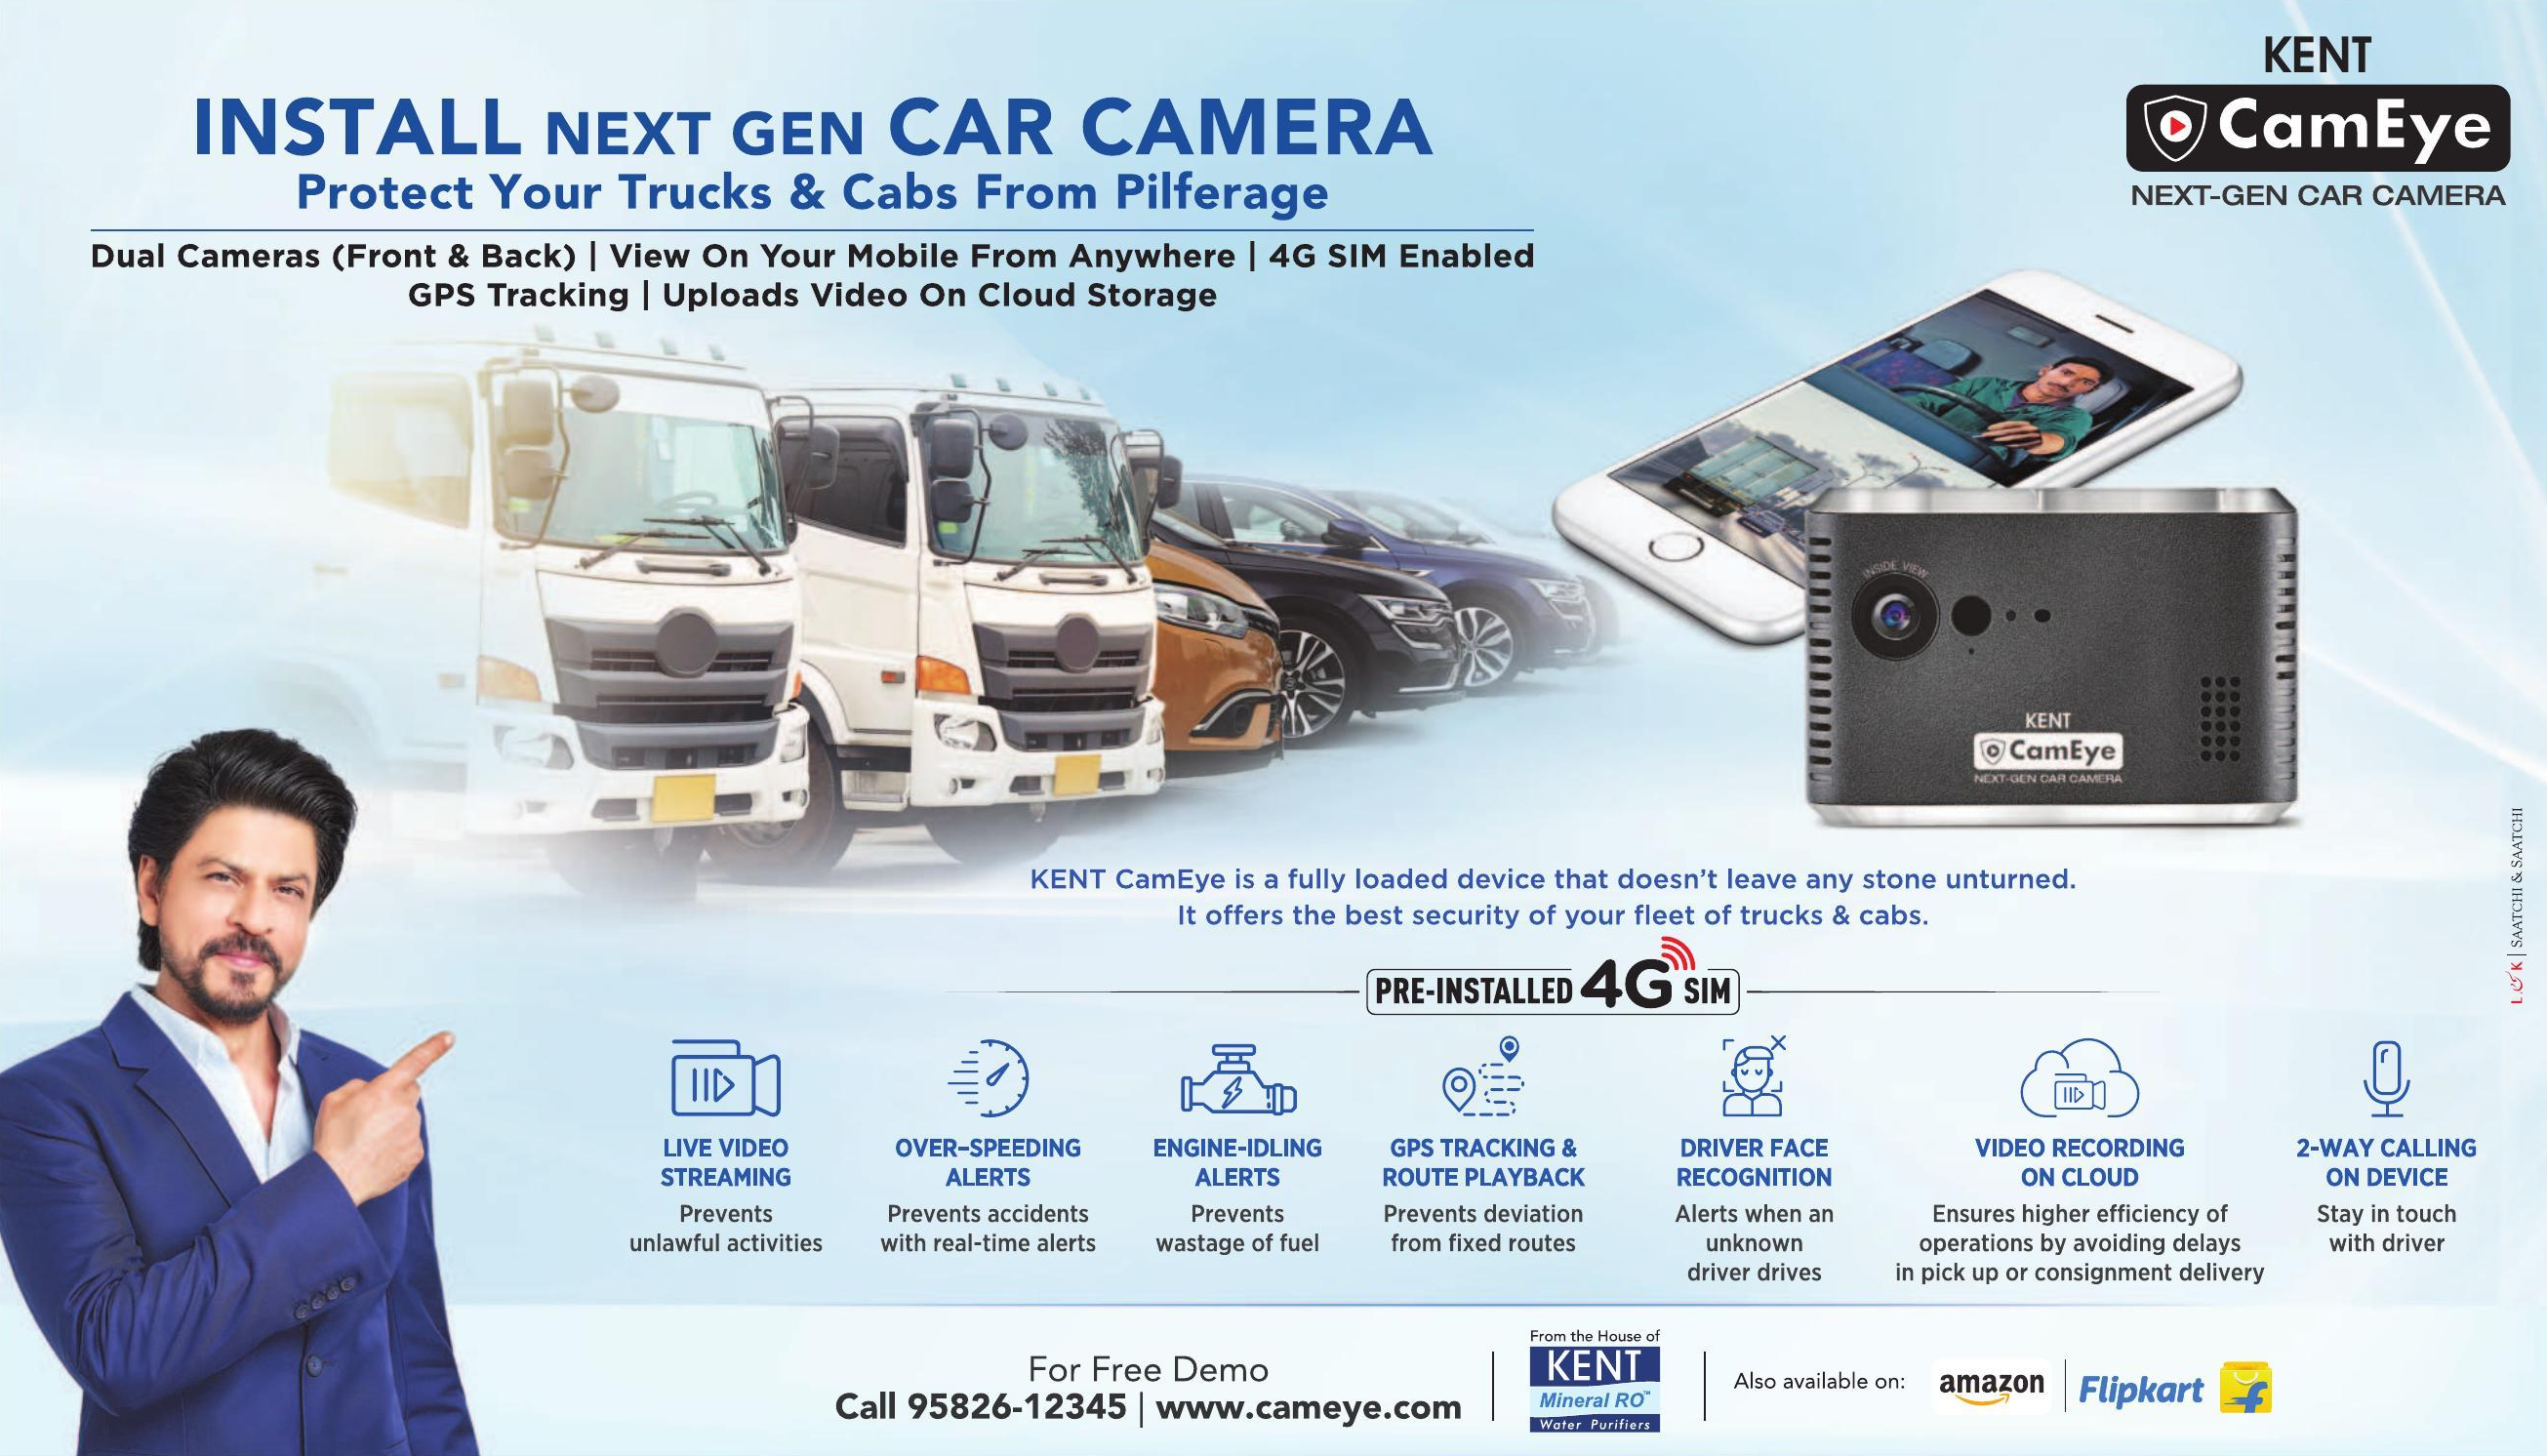 KENT
CamEye
NEXT-GEN CAR CAMERA
INSTALL NEXT GEN CAR CAMERA
Protect Your Trucks & Cabs From Pilferage
Dual Cameras (Front & Back) | View On Your Mobile From Anywhere | 4G SIM Enabled
GPS Tracking | Uploads Video On Cloud Storage
INSIDE VIEW
KENT
CamEye
NEXT-GEN CAR CAMERA
KENT CamEye is a fully loaded device that doesn't leave any stone unturned.
It offers the best security of your fleet of trucks & cabs.
PRE-INSTALLED 4G SIM
LIVE VIDEO
STREAMING
Prevents
unlawful activities
OVER-SPEEDING
ALERTS
Prevents accidents
with real-time alerts
ENGINE-IDLING
ALERTS
Prevents
wastage of fuel
GPS TRACKING &
ROUTE PLAYBACK
Prevents deviation
from fixed routes
DRIVER FACE
RECOGNITION
Alerts when an
unknown
driver drives
VIDEO RECORDING
ON CLOUD
Ensures higher efficiency of
operations by avoiding delays
in pick up or consignment delivery
2-WAY CALLING
ON DEVICE
Stay in touch
with driver
L&K | SAATCHI & SAATCHI
For Free Demo
Call 95826-12345 | www.cameye.com
From the House of
KENT
Mineral RO™
Water Purifiers
Also available on:
amazon
Flipkart